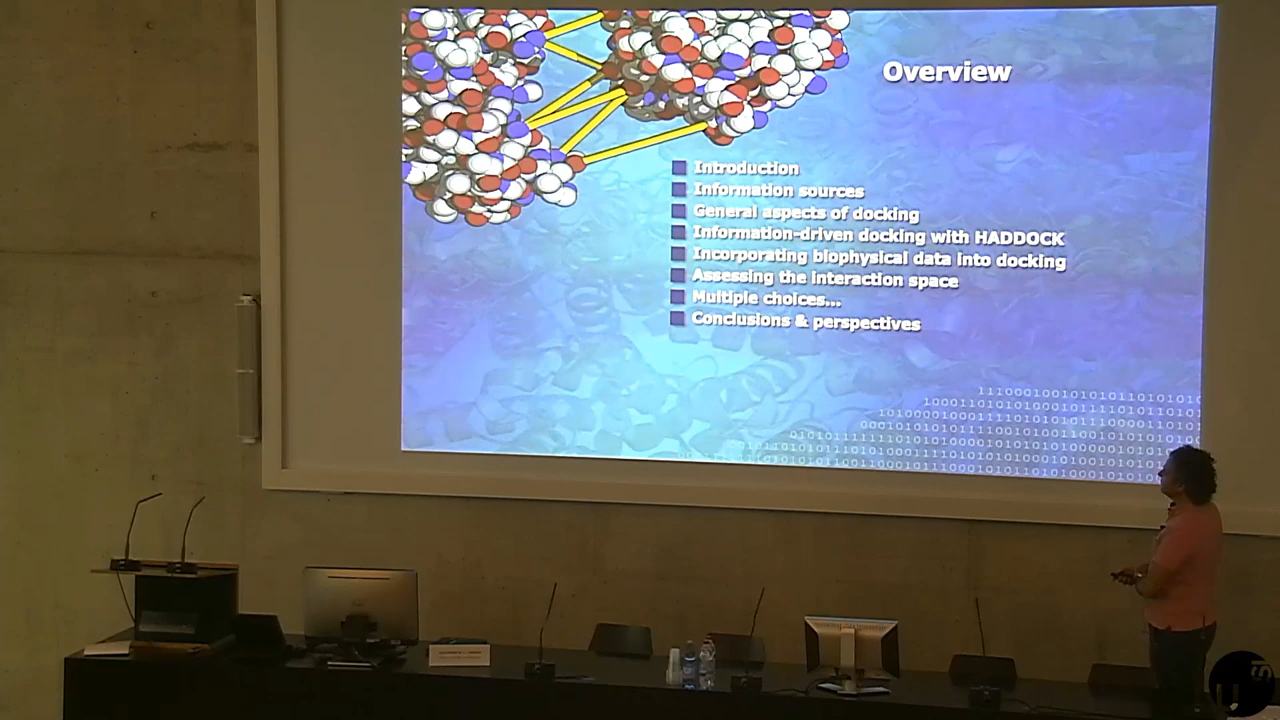 Overview
Introduction
Information sources
General aspects of docking
Information-driven docking with HADDOCK
Incorporating biophysical data into docking
Assessing the interaction space
Multiple choices...
Conclusions & perspectives